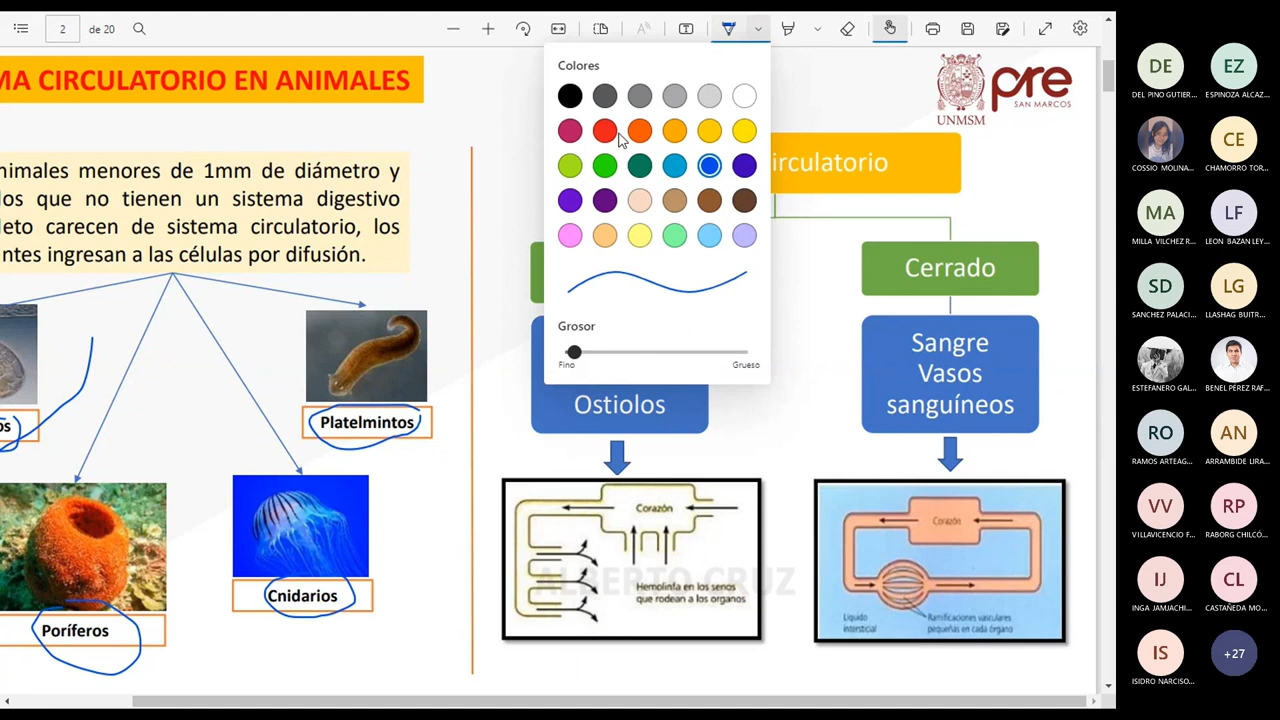 2
de 20
MA CIRCULATORIO EN ANIMALES
nimales menores de 1mm de diámetro y
los que no tienen un sistema digestivo
leto carecen de sistema circulatorio, los
ntes ingresan a las células por difusión.
os
Platelmintos
Poríferos
Cnidarios
Colores
Grosor
Fino
Grueso
UNMSM
pre
SAN MARCOS
irculatorio
Cerrado
Ostiolos
Sangre
Vasos
sanguíneos
Corazón
Hemolinfa en los senos
que rodean a los organos
ALBERTO CRUZ
Corazón
Líquido
intersticial
Ramificaciones vasculares
pequeñas en cada órgano
DE
DEL PINO GUTIER...
EZ
ESPINOZA ALCAZ...
COSSIO MOLINA...
CE
CHAMORRO TOR...
MA
MILLA VILCHEZ R...
LF
LEON BAZAN LEY...
SD
SANCHEZ PALACI...
LG
LLASHAG BUITR...
ESTEFANERO GAL...
BENEL PÉREZ RAF...
RO
RAMOS ARTEAG...
AN
ARRAMBIDE LIRA...
VV
VILLAVICENCIO F...
RP
RABORG CHILCÓ...
IJ
INGA JAMJACHI...
CL
CASTAÑEDA MO...
IS
ISIDRO NARCISO...
+27